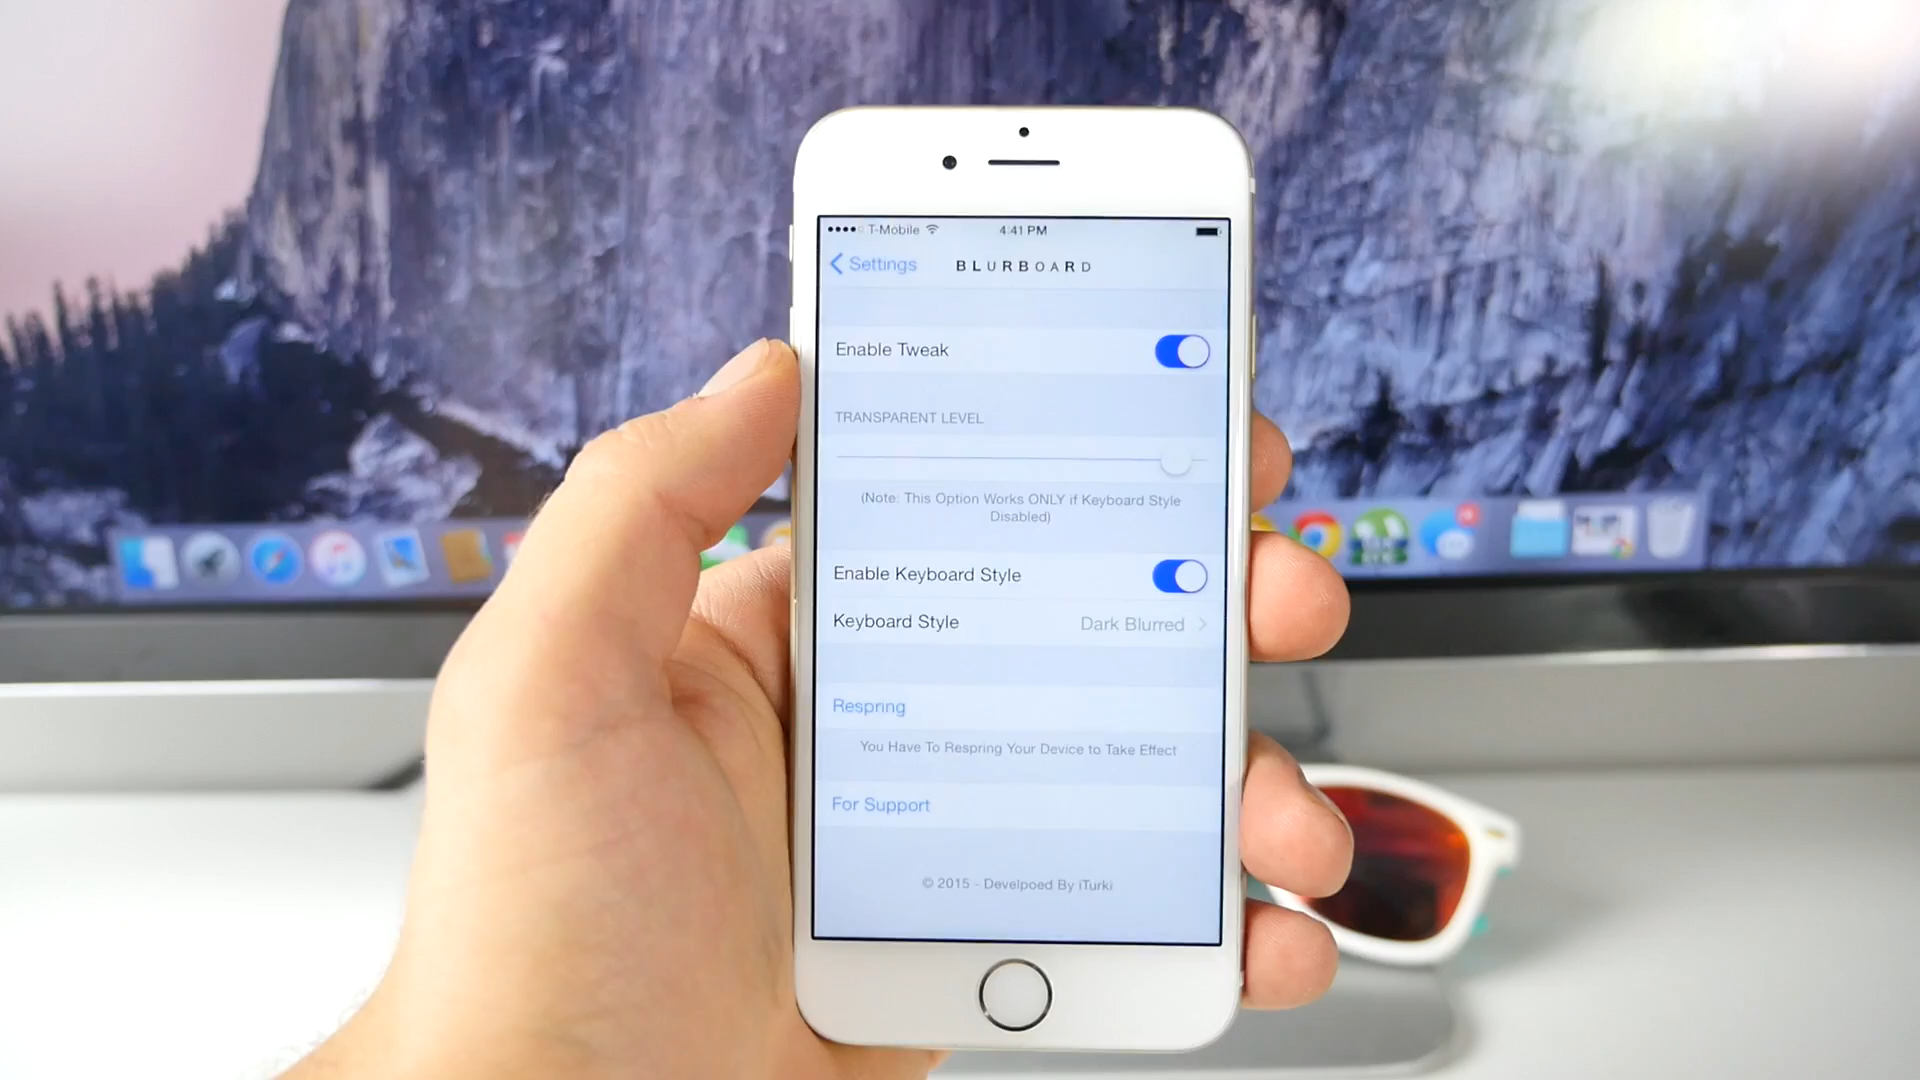 T-Mobile 4:41 PM
Settings BLURBOARD
Enable Tweak
TRANSPARENT LEVEL
(Note: This Option Works ONLY if Keyboard Style
Disabled)
Enable Keyboard Style
Keyboard Style Dark Blurred
Respring
You Have To Respring Your Device to Take Effect
For Support
© 2015 - Develpoed By iTurki